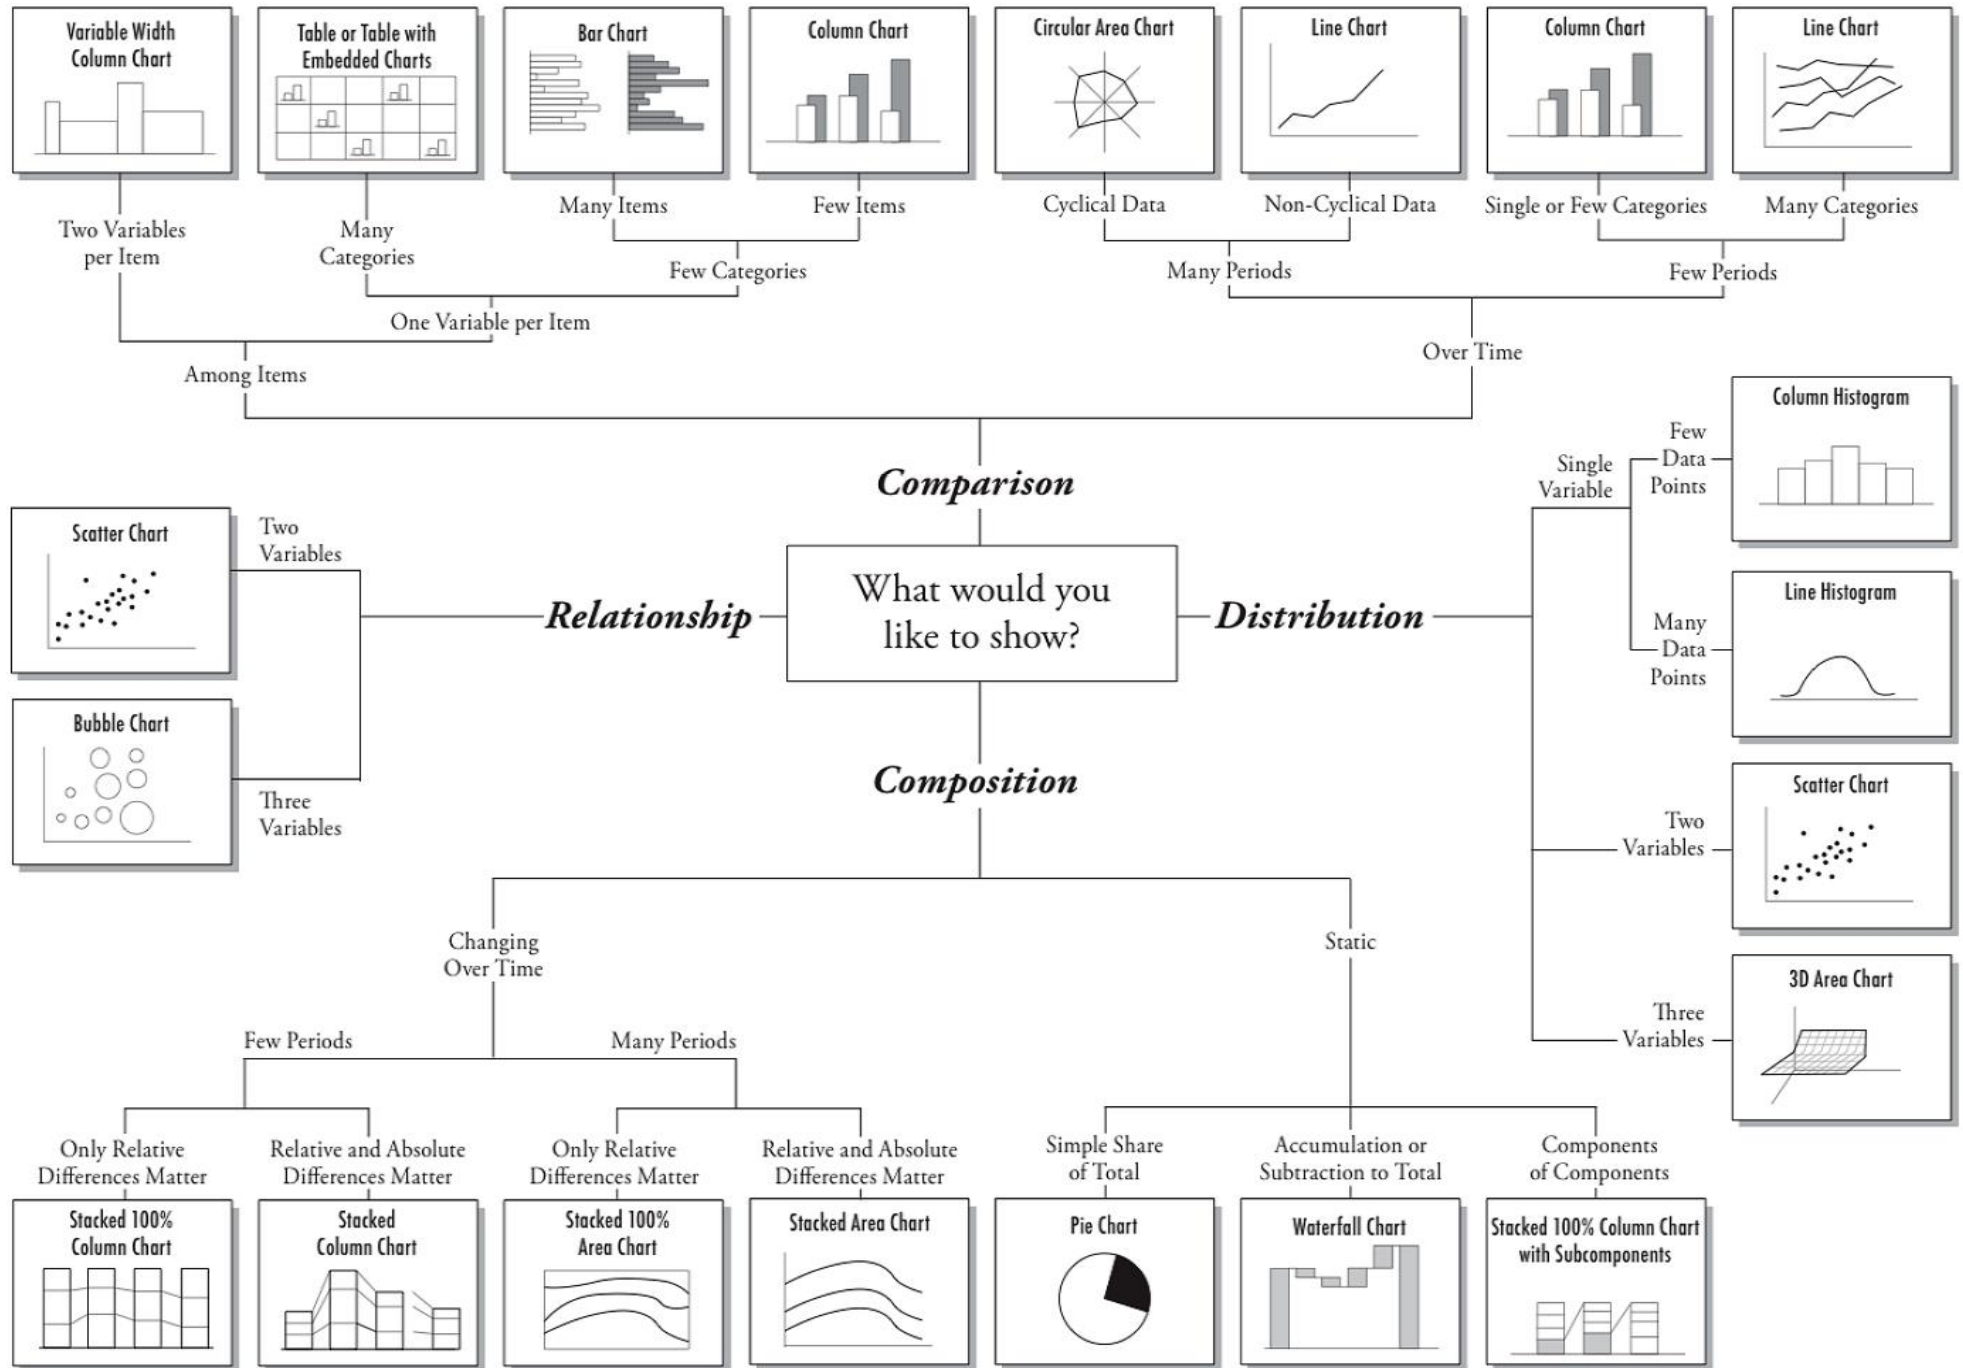 Variable Width
Column Chart
Table or Table with
Embedded Charts
Bar Chart
Column Chart
Circular Area Chart
Line Chart
Column Chart
Line Chart
Two Variables
per Item
Many
Categories
Many Items
Few Items
Cyclical Data
Non-Cyclical Data
Single or Few Categories
Many Categories
Few Categories
Many Periods
Few Periods
One Variable per Item
Among Items
Over Time
Comparison
Relationship
What would you
like to show?
Distribution
Composition
Scatter Chart
Two
Variables
Bubble Chart
Three
Variables
Single
Variable
Few
Data
Points
Column Histogram
Many
Data
Points
Line Histogram
Two
Variables
Scatter Chart
Three
Variables
3D Area Chart
Changing
Over Time
Static
Few Periods
Many Periods
Only Relative
Differences Matter
Relative and Absolute
Differences Matter
Only Relative
Differences Matter
Relative and Absolute
Differences Matter
Simple Share
of Total
Accumulation or
Subtraction to Total
Components
of Components
Stacked 100%
Column Chart
Stacked
Column Chart
Stacked 100%
Area Chart
Stacked Area Chart
Pie Chart
Waterfall Chart
Stacked 100% Column Chart
with Subcomponents